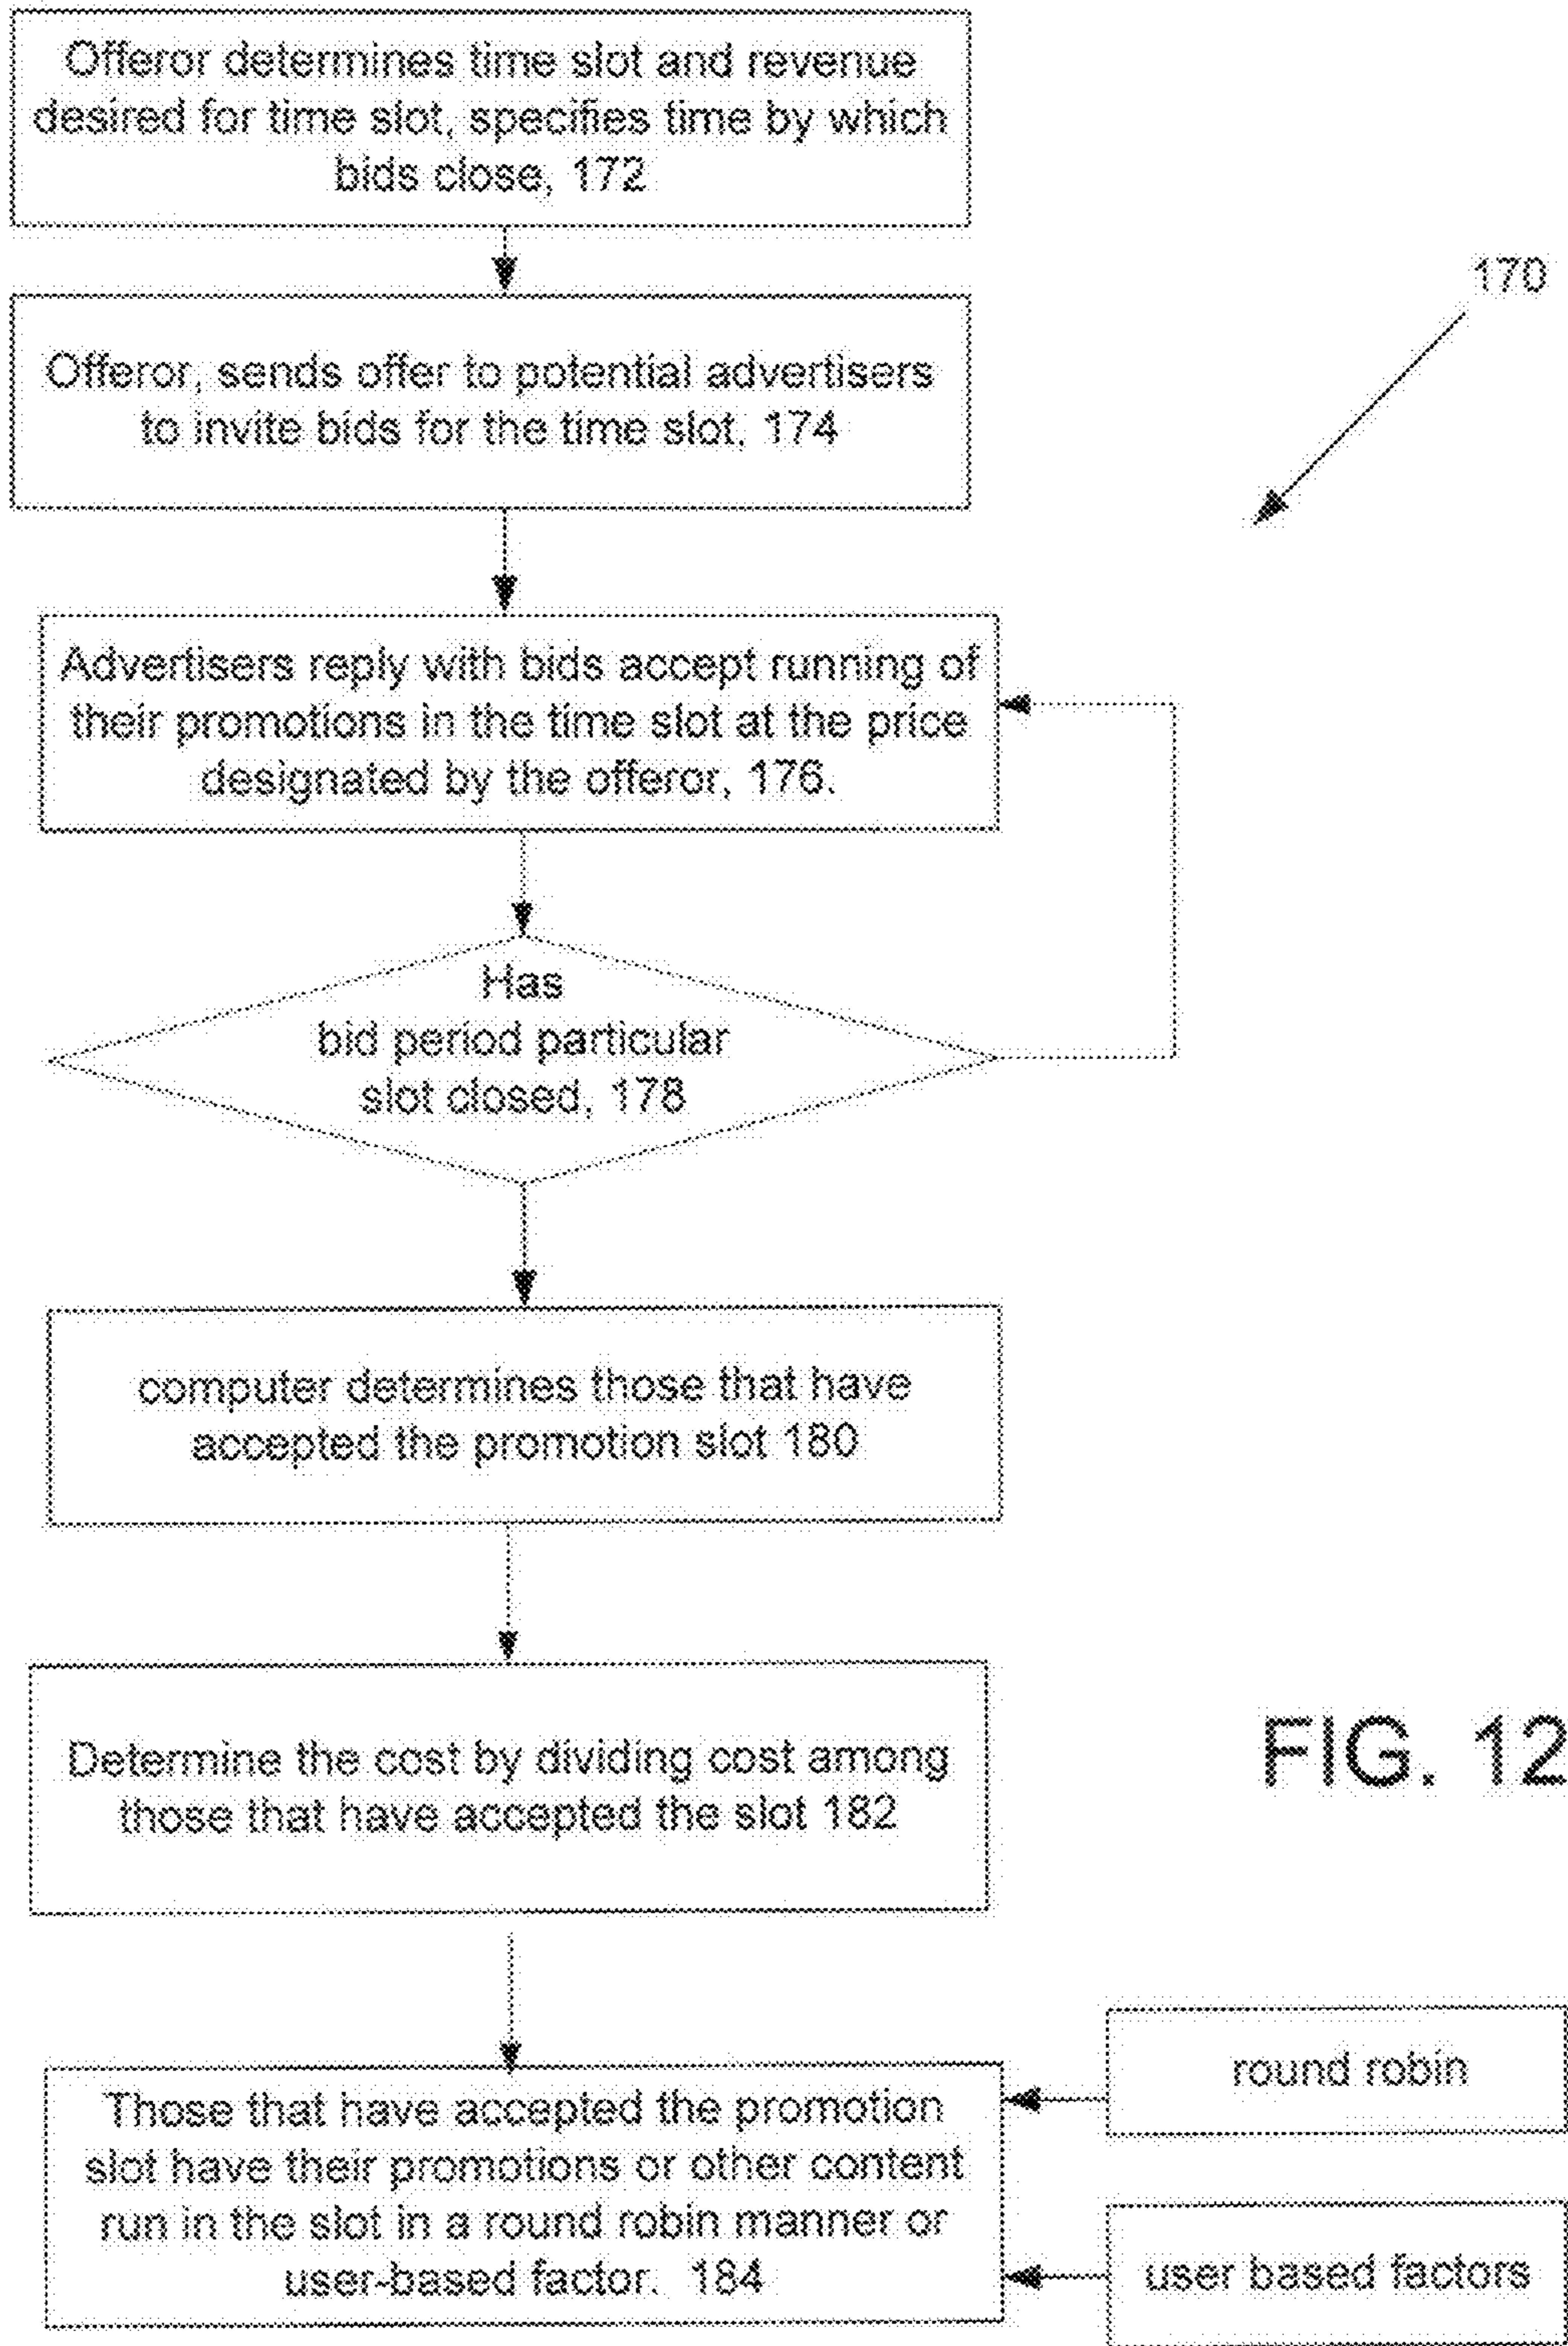 Offeror determines time slot and revenue
desired for time slot, specifies time by which
bids close, 172
170
Offeror, sends offer to potential advertisers
to invite bids for the time slot, 174
Advertisers reply with bids accept running of
their promotions in the time slot at the price
designated by the offeror, 176.
Has
bid period particular
slot closed, 178
computer determines those that have
accepted the promotion slot 180
Determine the cost by dividing cost among
those that have accepted the slot 182
FIG. 12
Those that have accepted the promotion
slot have their promotions or other content
run in the slot in a round robin manner or
user-based factor. 184
round robin
user based factors